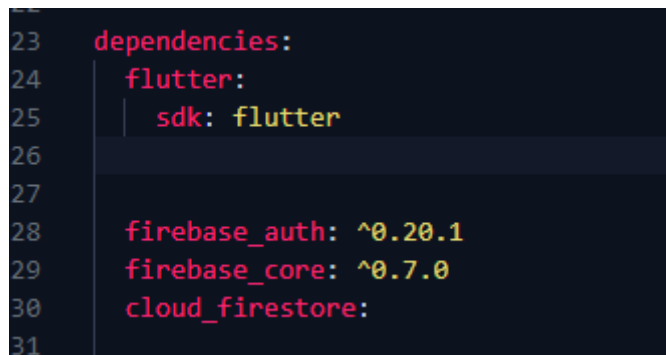 23 dependencies:
24 flutter:
25 sdk: flutter
26
27
28 firebase_auth: ^0.20.1
29 firebase_core: ^0.7.0
30 cloud_firestore:
31